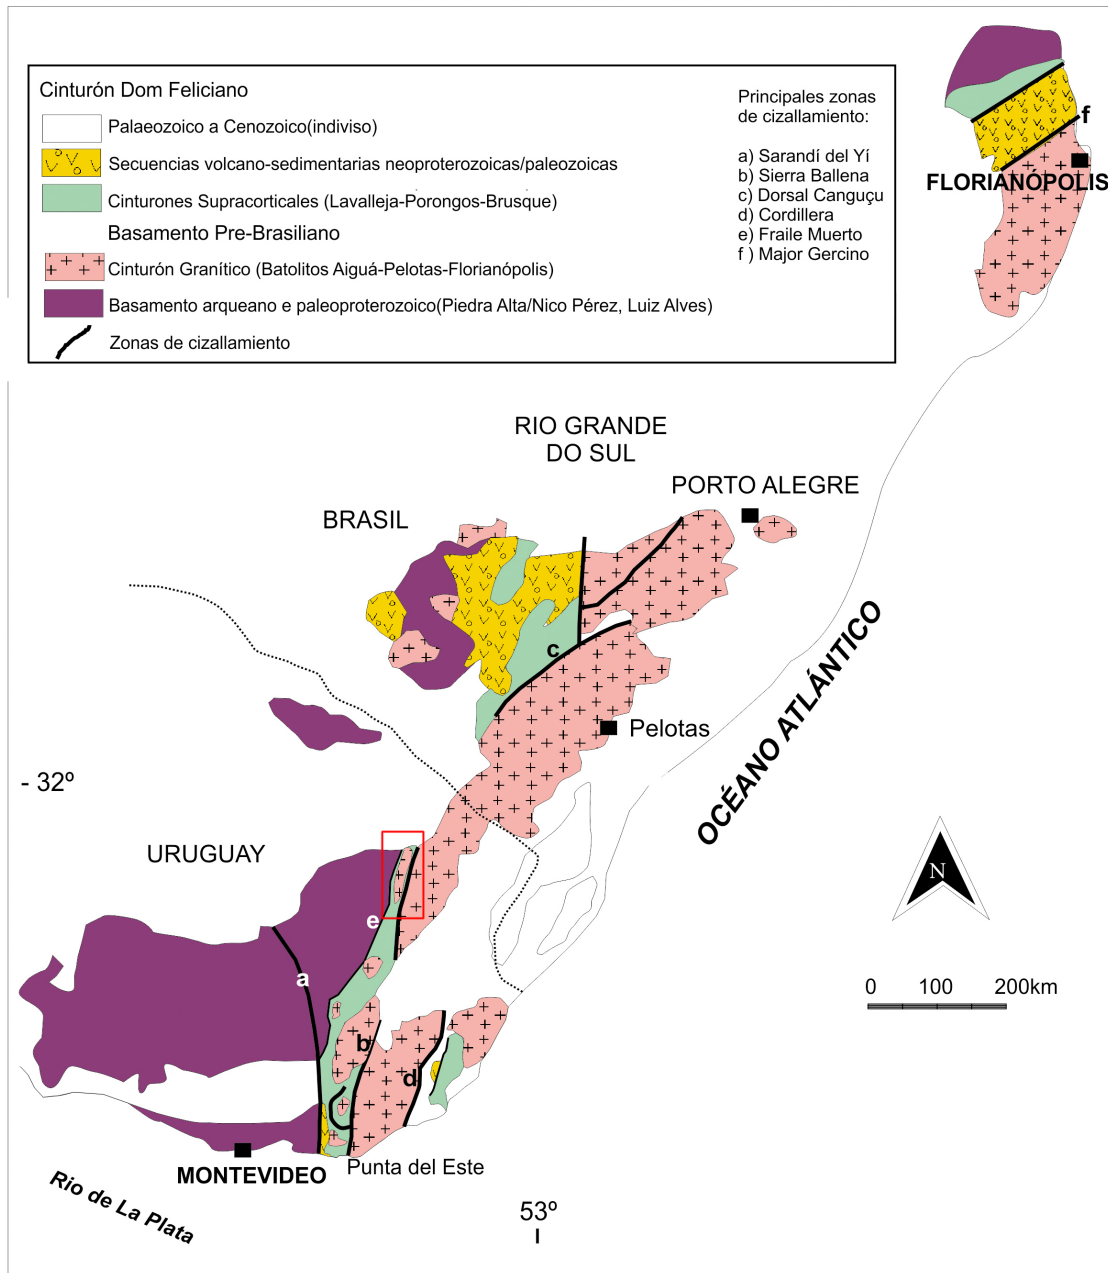 Cinturón Dom Feliciano
Palaeozoico a Cenozoico(indiviso)
Secuencias volcano-sedimentarias neoproterozoicas/paleozoicas
Cinturones Supracorticales (Lavalleja-Porongos-Brusque)
Basamento Pre-Brasiliano
Cinturón Granítico (Batolitos Aiguá-Pelotas-Florianópolis)
Basamento arqueano e paleoproterozoico(Piedra Alta/Nico Pérez, Luiz Alves)
Zonas de cizallamiento
Principales zonas
de cizallamiento:
a) Sarandí del Yí
b) Sierra Ballena
c) Dorsal Canguçu
d) Cordillera
e) Fraile Muerto
f ) Major Gercino
f
FLORIANÓPOLIS
RIO GRANDE
DO SUL
PORTO ALEGRE
BRASIL
c
Pelotas
OCÉANO ATLÁNTICO
- 32º
URUGUAY
N
e
a
b
d
0 100 200km
MONTEVIDEO
Punta del Este
Rio de La Plata
53º